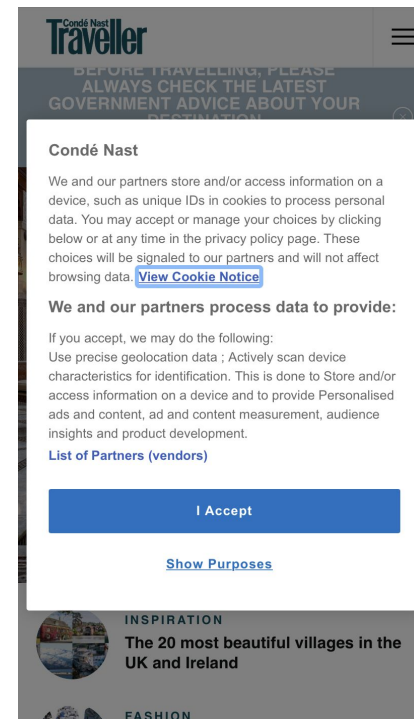 Condé Nast
Traveller
BEFORE TRAVELLING, PLEASE
ALWAYS CHECK THE LATEST
GOVERNMENT ADVICE ABOUT YOUR
DESTINATION
Condé Nast
We and our partners store and/or access information on a
device, such as unique IDs in cookies to process personal
data. You may accept or manage your choices by clicking
below or at any time in the privacy policy page. These
choices will be signaled to our partners and will not affect
browsing data. View Cookie Notice
We and our partners process data to provide:
If you accept, we may do the following:
Use precise geolocation data ; Actively scan device
characteristics for identification. This is done to Store and/or
access information on a device and to provide Personalised
ads and content, ad and content measurement, audience
insights and product development.
List of Partners (vendors)
I Accept
Show Purposes
INSPIRATION
The 20 most beautiful villages in the
UK and Ireland
FASHION